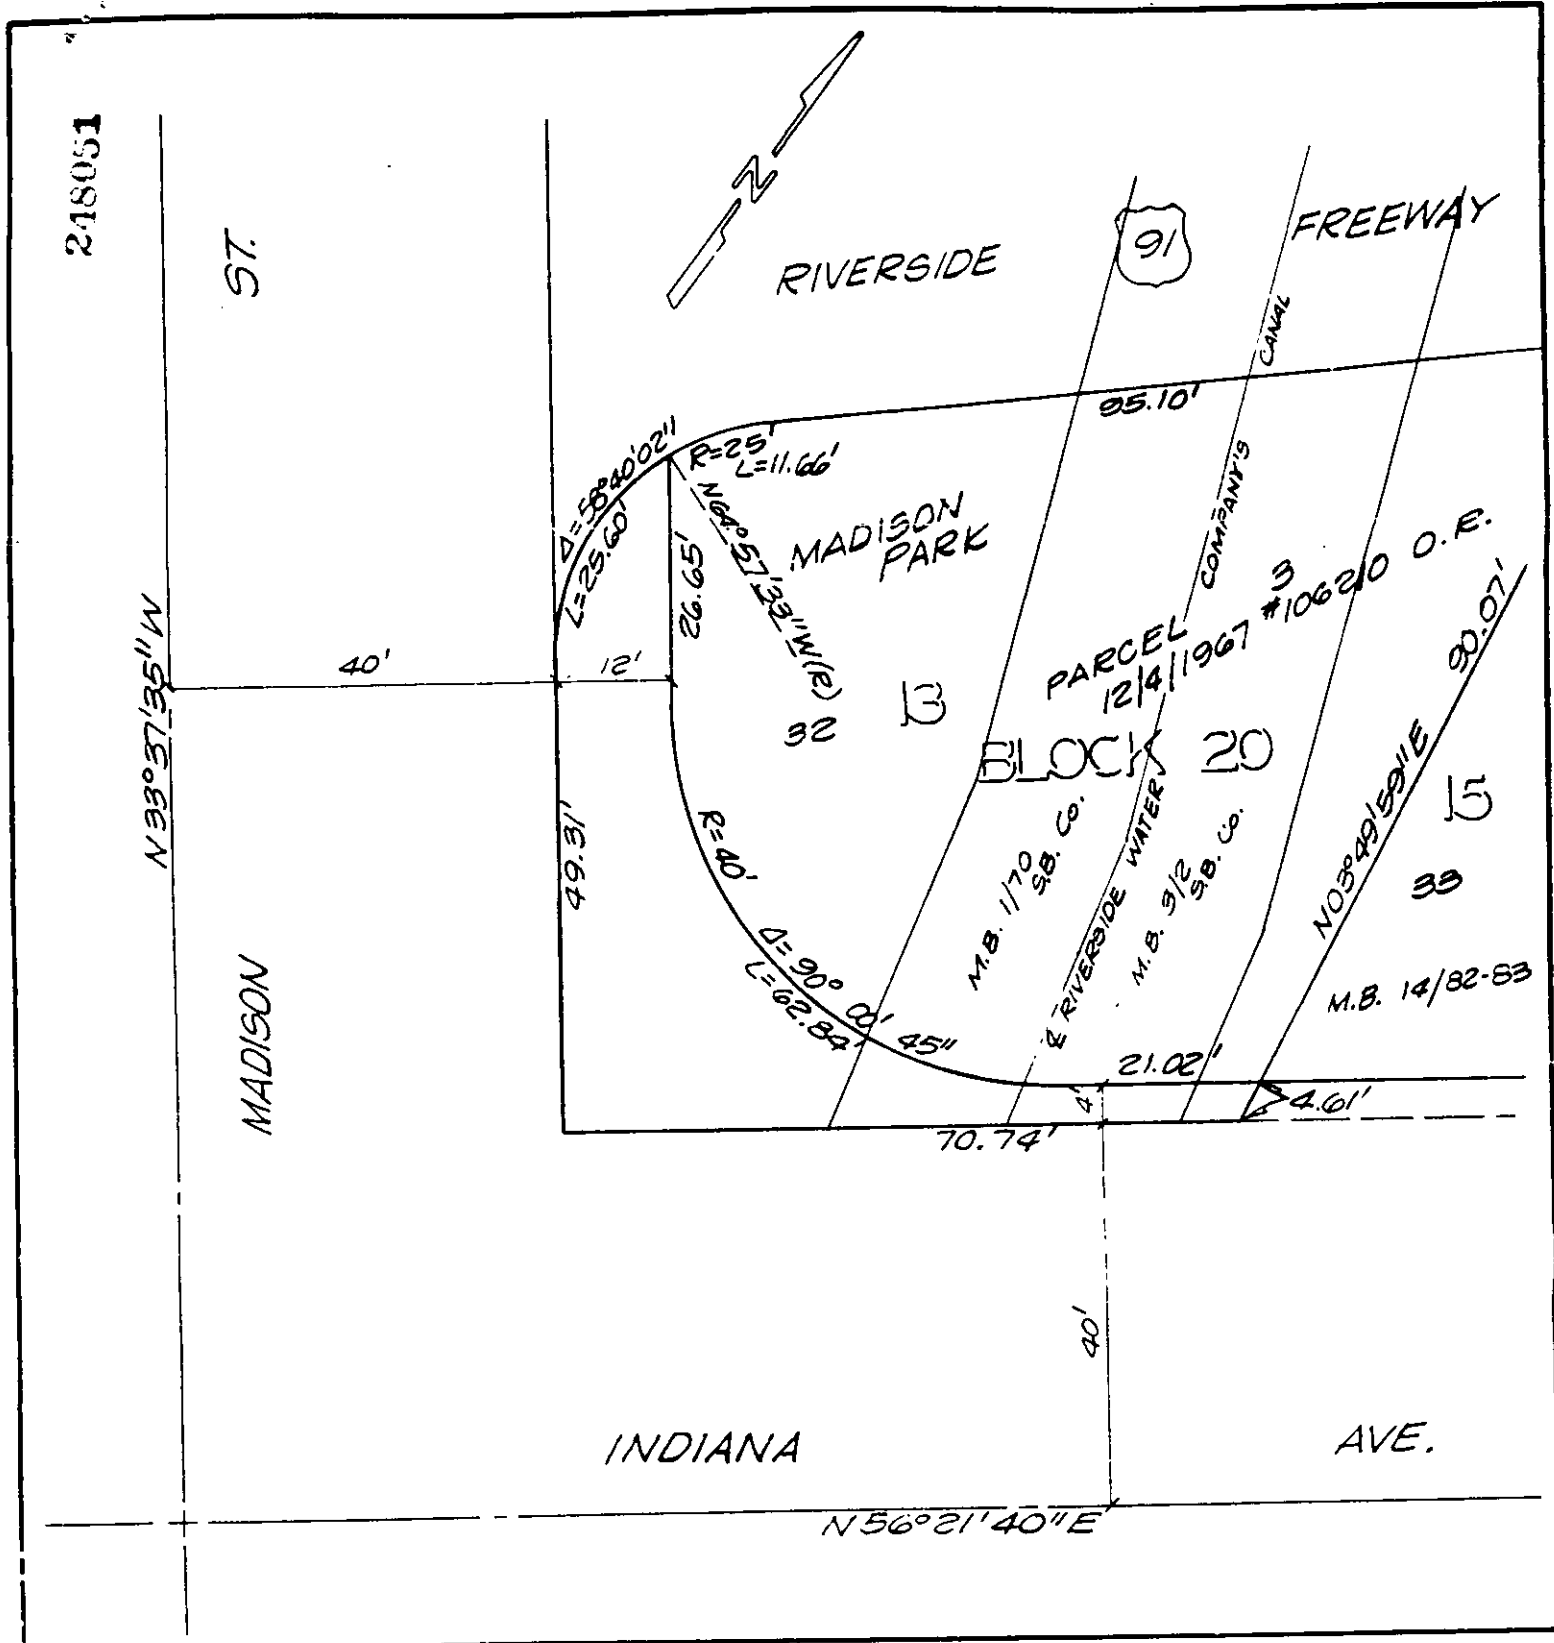 248051
ST.
N
RIVERSIDE
91
FREEWAY
CANAL
95.10'
Δ=58°40'02"
L=25.60'
R=25'
L=11.66'
N64°57'33"W(R)
26.65'
MADISON
PARK
COMPANY'S
PARCEL 3
12/4/1967 #106210 O.R.
90.07'
N33°37'35"W
40'
12'
32
13
BLOCK 20
15
N03°49'59"E
33
49.31'
R=40'
Δ=90° 00' 45"
L=62.84'
M.B. 1/70
S.B. Co.
℄ RIVERSIDE WATER
M.B. 3/2
S.B. Co.
M.B. 14/82-83
MADISON
21.02'
4'
4.61'
70.74'
40'
INDIANA
AVE.
N56°21'40"E